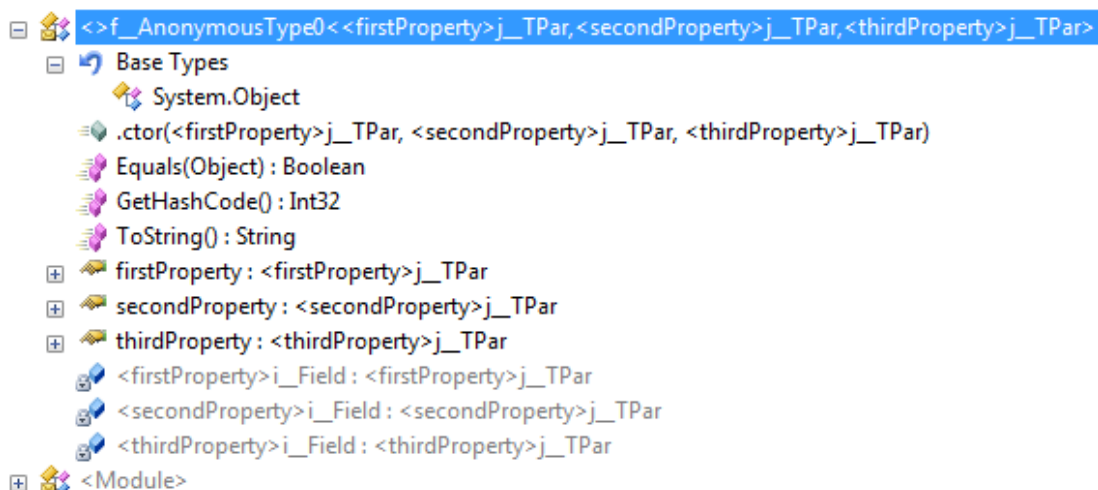 <>f__AnonymousType0<<firstProperty>j__TPar,<secondProperty>j__TPar,<thirdProperty>j__TPar>
Base Types
System.Object
.ctor(<firstProperty>j__TPar, <secondProperty>j__TPar, <thirdProperty>j__TPar)
Equals(Object) : Boolean
GetHashCode() : Int32
ToString() : String
firstProperty : <firstProperty>j__TPar
secondProperty : <secondProperty>j__TPar
thirdProperty : <thirdProperty>j__TPar
<firstProperty>i__Field : <firstProperty>j__TPar
<secondProperty>i__Field : <secondProperty>j__TPar
<thirdProperty>i__Field : <thirdProperty>j__TPar
<Module>